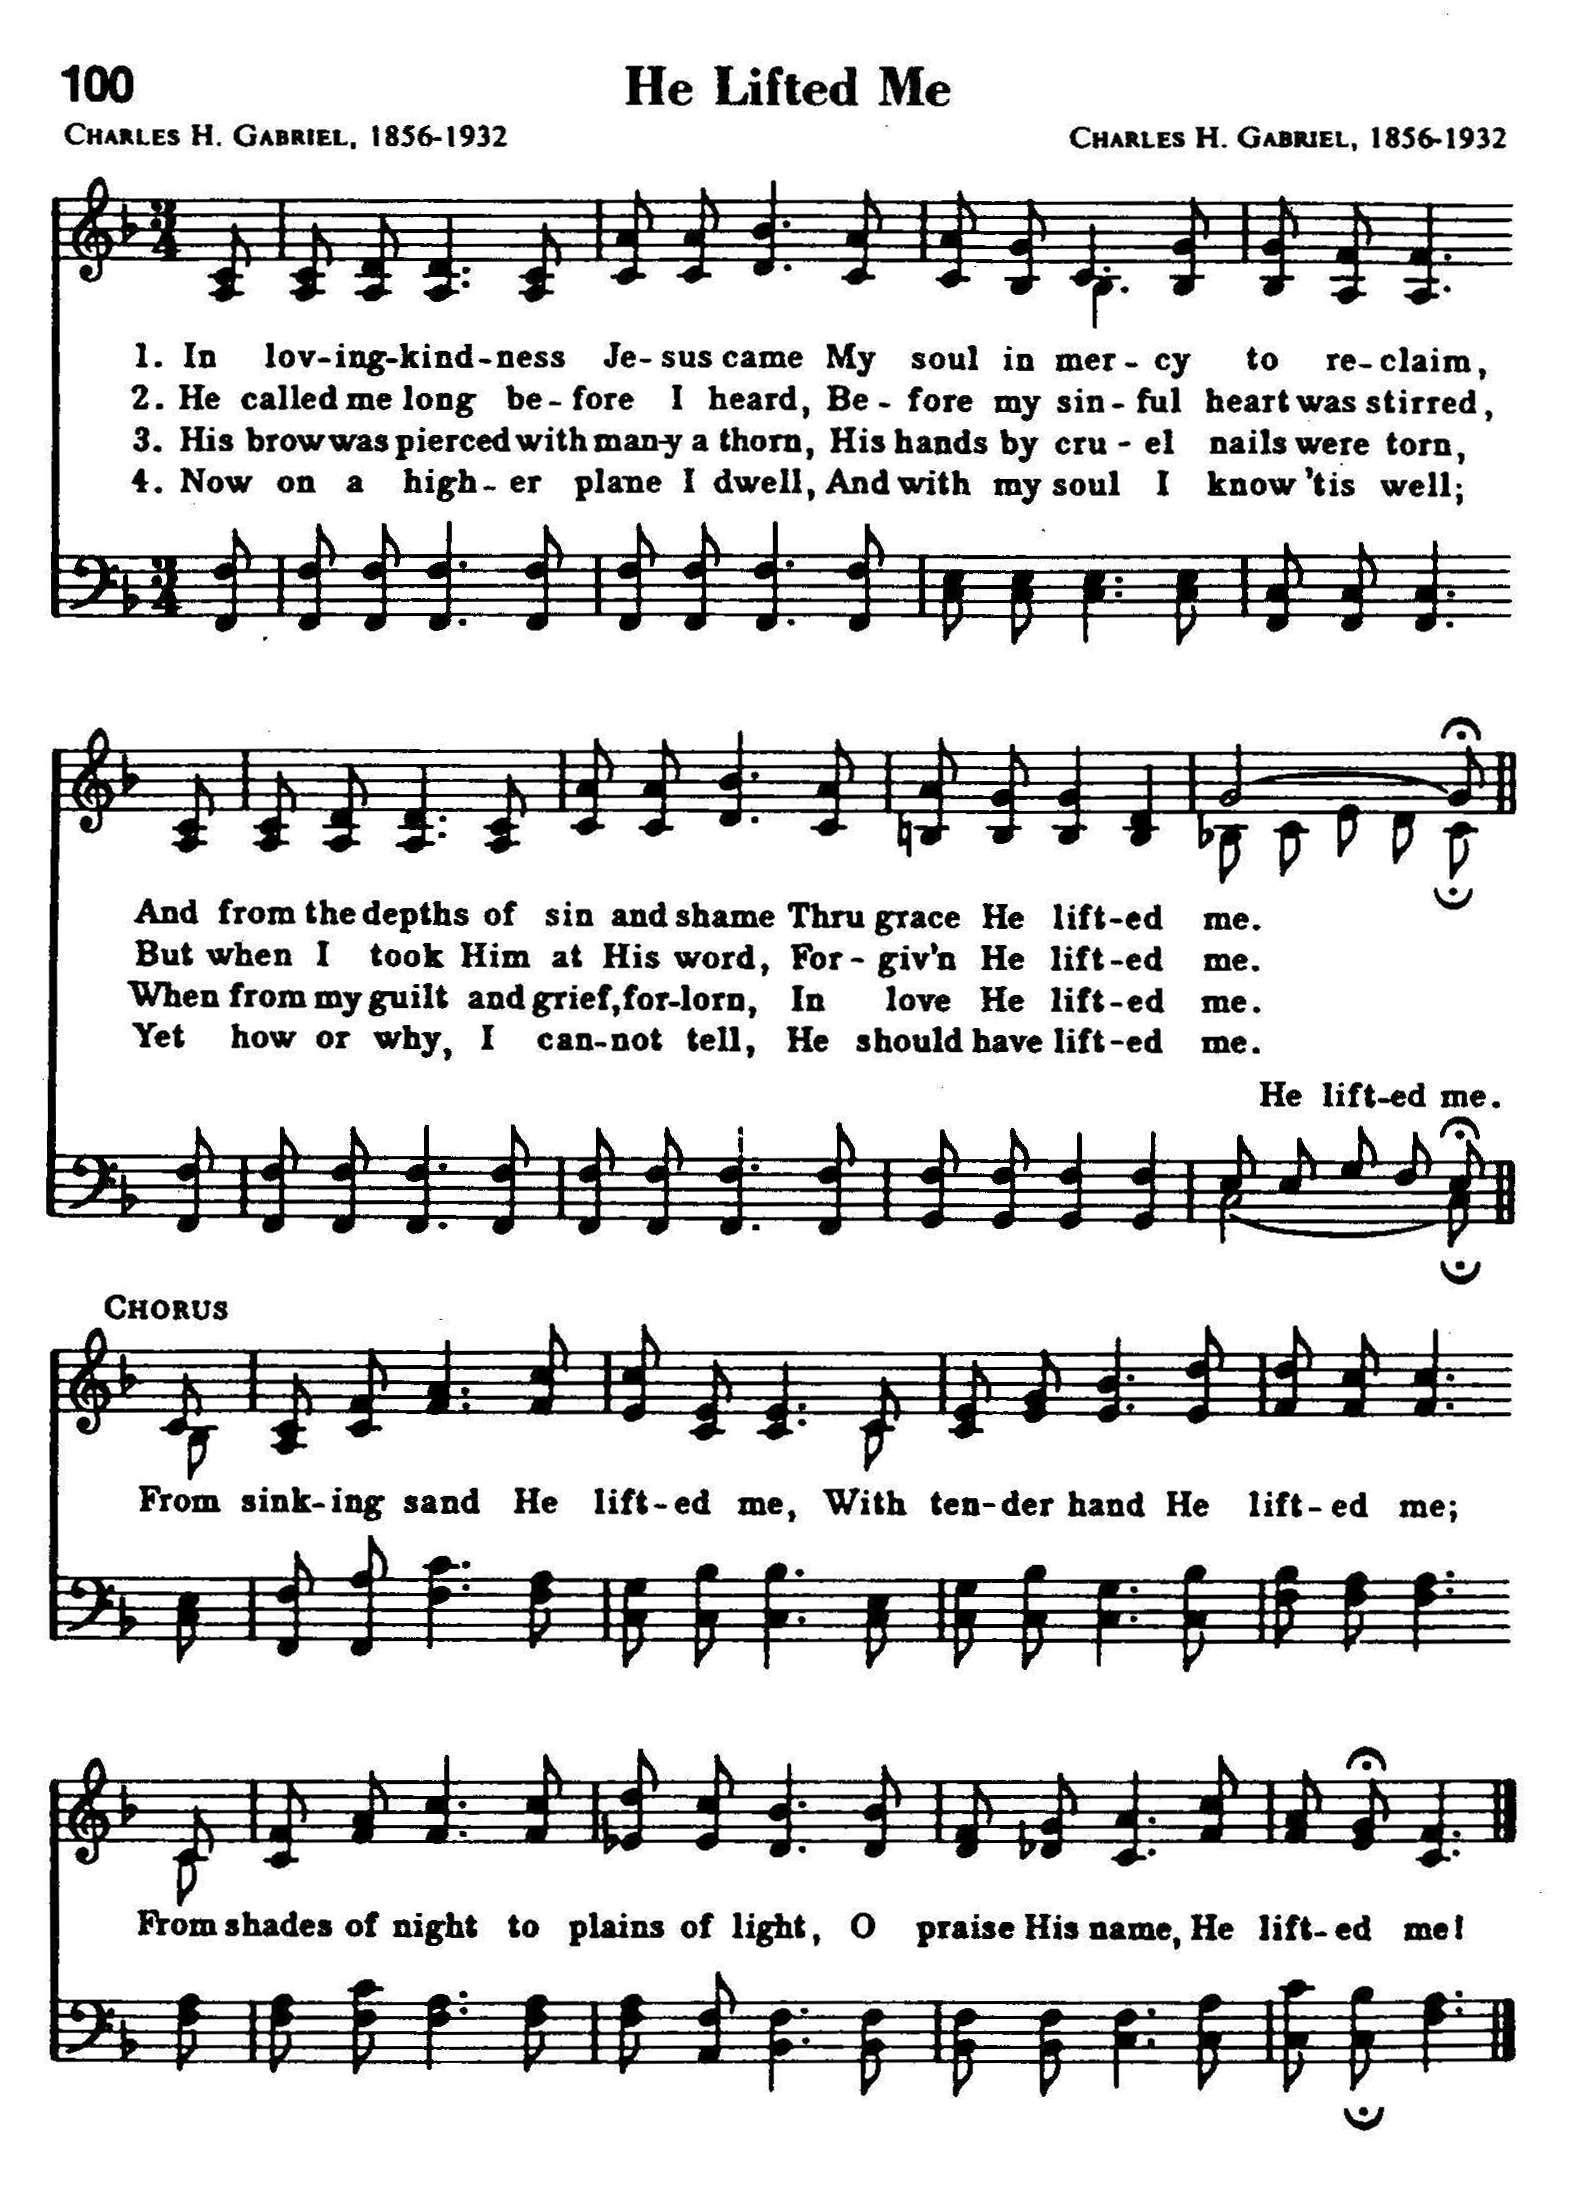 100
He Lifted Me
CHARLES H. GABRIEL, 1856-1932
CHARLES H. GABRIEL, 1856-1932
3
4
1. In lov-ing-kind-ness Je-sus came My soul in mer-cy to re-claim,
2. He called me long be-fore I heard, Be-fore my sin-ful heart was stirred,
3. His brow was pierced with man-y a thorn, His hands by cru-el nails were torn,
4. Now on a high-er plane I dwell, And with my soul I know 'tis well;
3
4
And from the depths of sin and shame Thru grace He lift-ed me.
But when I took Him at His word, For-giv'n He lift-ed me.
When from my guilt and grief, for-lorn, In love He lift-ed me.
Yet how or why, I can-not tell, He should have lift-ed me.
He lift-ed me.
CHORUS
From sink-ing sand He lift-ed me, With ten-der hand He lift-ed me;
From shades of night to plains of light, O praise His name, He lift-ed me!